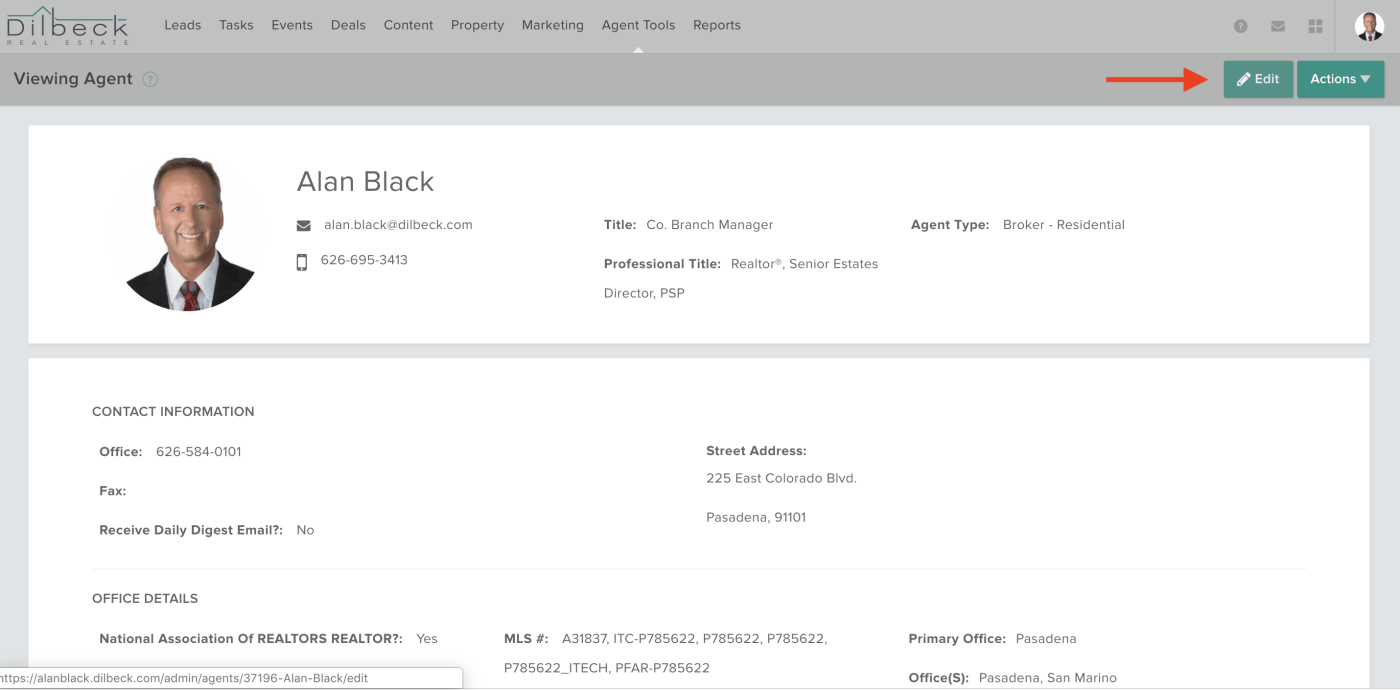 Dilbeck
REAL ESTATE
Leads Tasks Events Deals Content Property Marketing Agent Tools Reports
?
Viewing Agent ?
Edit
Actions
Alan Black
alan.black@dilbeck.com
626-695-3413
Title: Co. Branch Manager
Professional Title: Realtor®, Senior Estates
Director, PSP
Agent Type: Broker - Residential
CONTACT INFORMATION
Office: 626-584-0101
Fax:
Receive Daily Digest Email?: No
Street Address:
225 East Colorado Blvd.
Pasadena, 91101
OFFICE DETAILS
National Association Of REALTORS REALTOR?: Yes
MLS #: A31837, ITC-P785622, P785622, P785622,
P785622_ITECH, PFAR-P785622
Primary Office: Pasadena
Office(S): Pasadena, San Marino
https://alanblack.dilbeck.com/admin/agents/37196-Alan-Black/edit